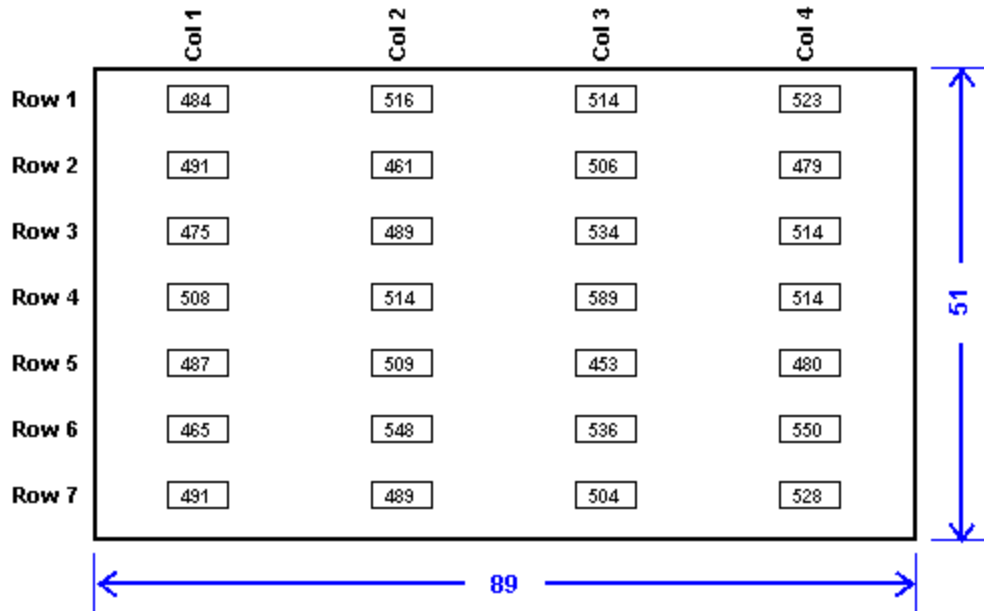 Col 1 Col 2 Col 3 Col 4
Row 1 484 516 514 523
Row 2 491 461 506 479
Row 3 475 489 534 514
Row 4 508 514 589 514
51
Row 5 487 509 453 480
Row 6 465 548 536 550
Row 7 491 489 504 528
89